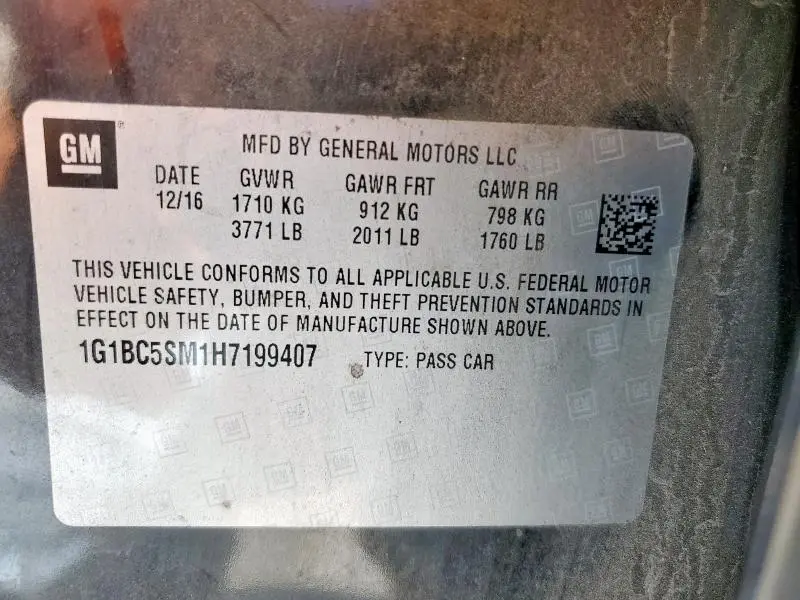 GM
MFD BY GENERAL MOTORS LLC
DATE GVWR GAWR FRT GAWR RR
12/16 1710 KG 912 KG 798 KG
3771 LB 2011 LB 1760 LB
THIS VEHICLE CONFORMS TO ALL APPLICABLE U.S. FEDERAL MOTOR
VEHICLE SAFETY, BUMPER, AND THEFT PREVENTION STANDARDS IN
EFFECT ON THE DATE OF MANUFACTURE SHOWN ABOVE.
1G1BC5SM1H7199407 TYPE: PASS CAR